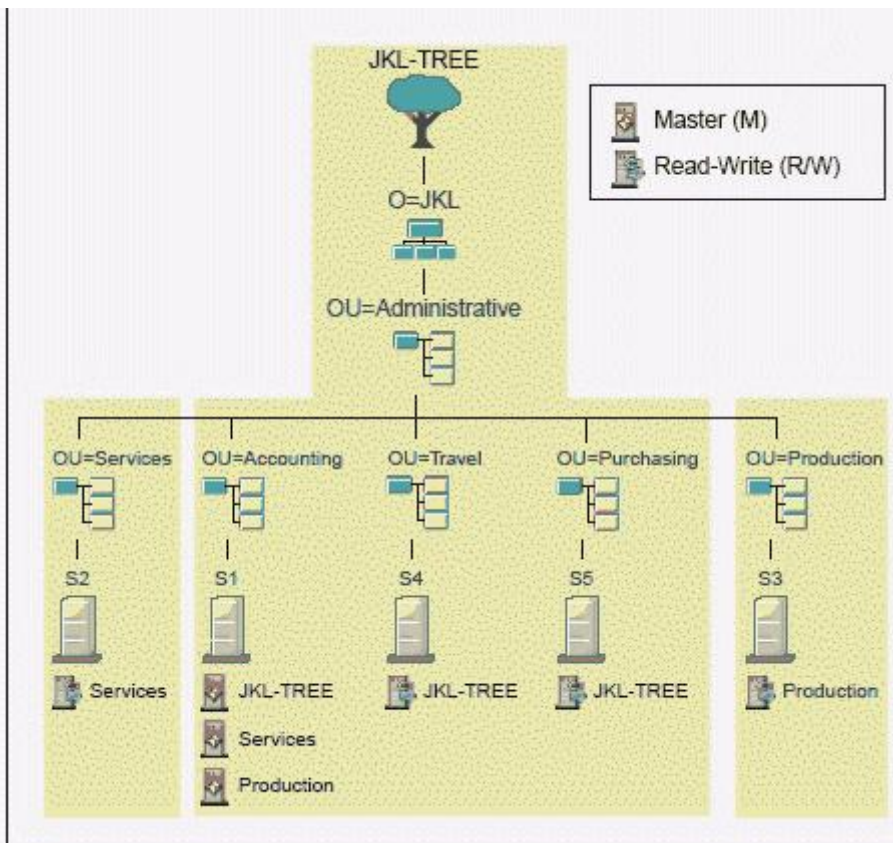 JKL-TREE
Master (M)
Read-Write (R/W)
O=JKL
OU=Administrative
OU=Services OU=Accounting OU=Travel OU=Purchasing OU=Production
S2 S1 S4 S5 S3
Services JKL-TREE JKL-TREE JKL-TREE Production
Services
Production